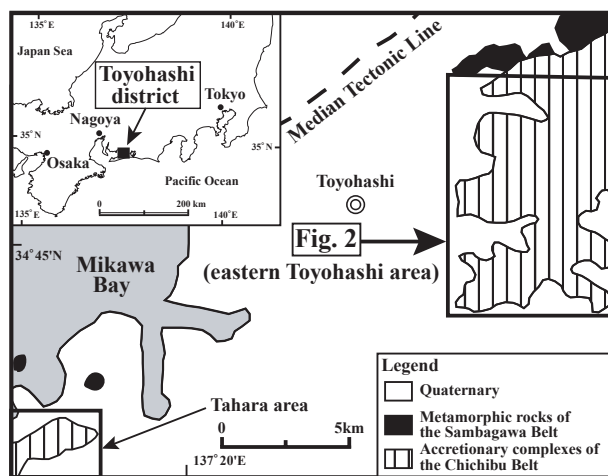 135°E
140°E
Japan Sea
Toyohashi
district
Tokyo
Nagoya
35°N
35°N
Osaka
Pacific Ocean
135°E
0
200 km
140°E
Median Tectonic Line
Toyohashi
Fig. 2
(eastern Toyohashi area)
34°45'N
Mikawa
Bay
Tahara area
0
5km
137°20'E
Legend
Quaternary
Metamorphic rocks of
the Sambagawa Belt
Accretionary complexes of
the Chichibu Belt